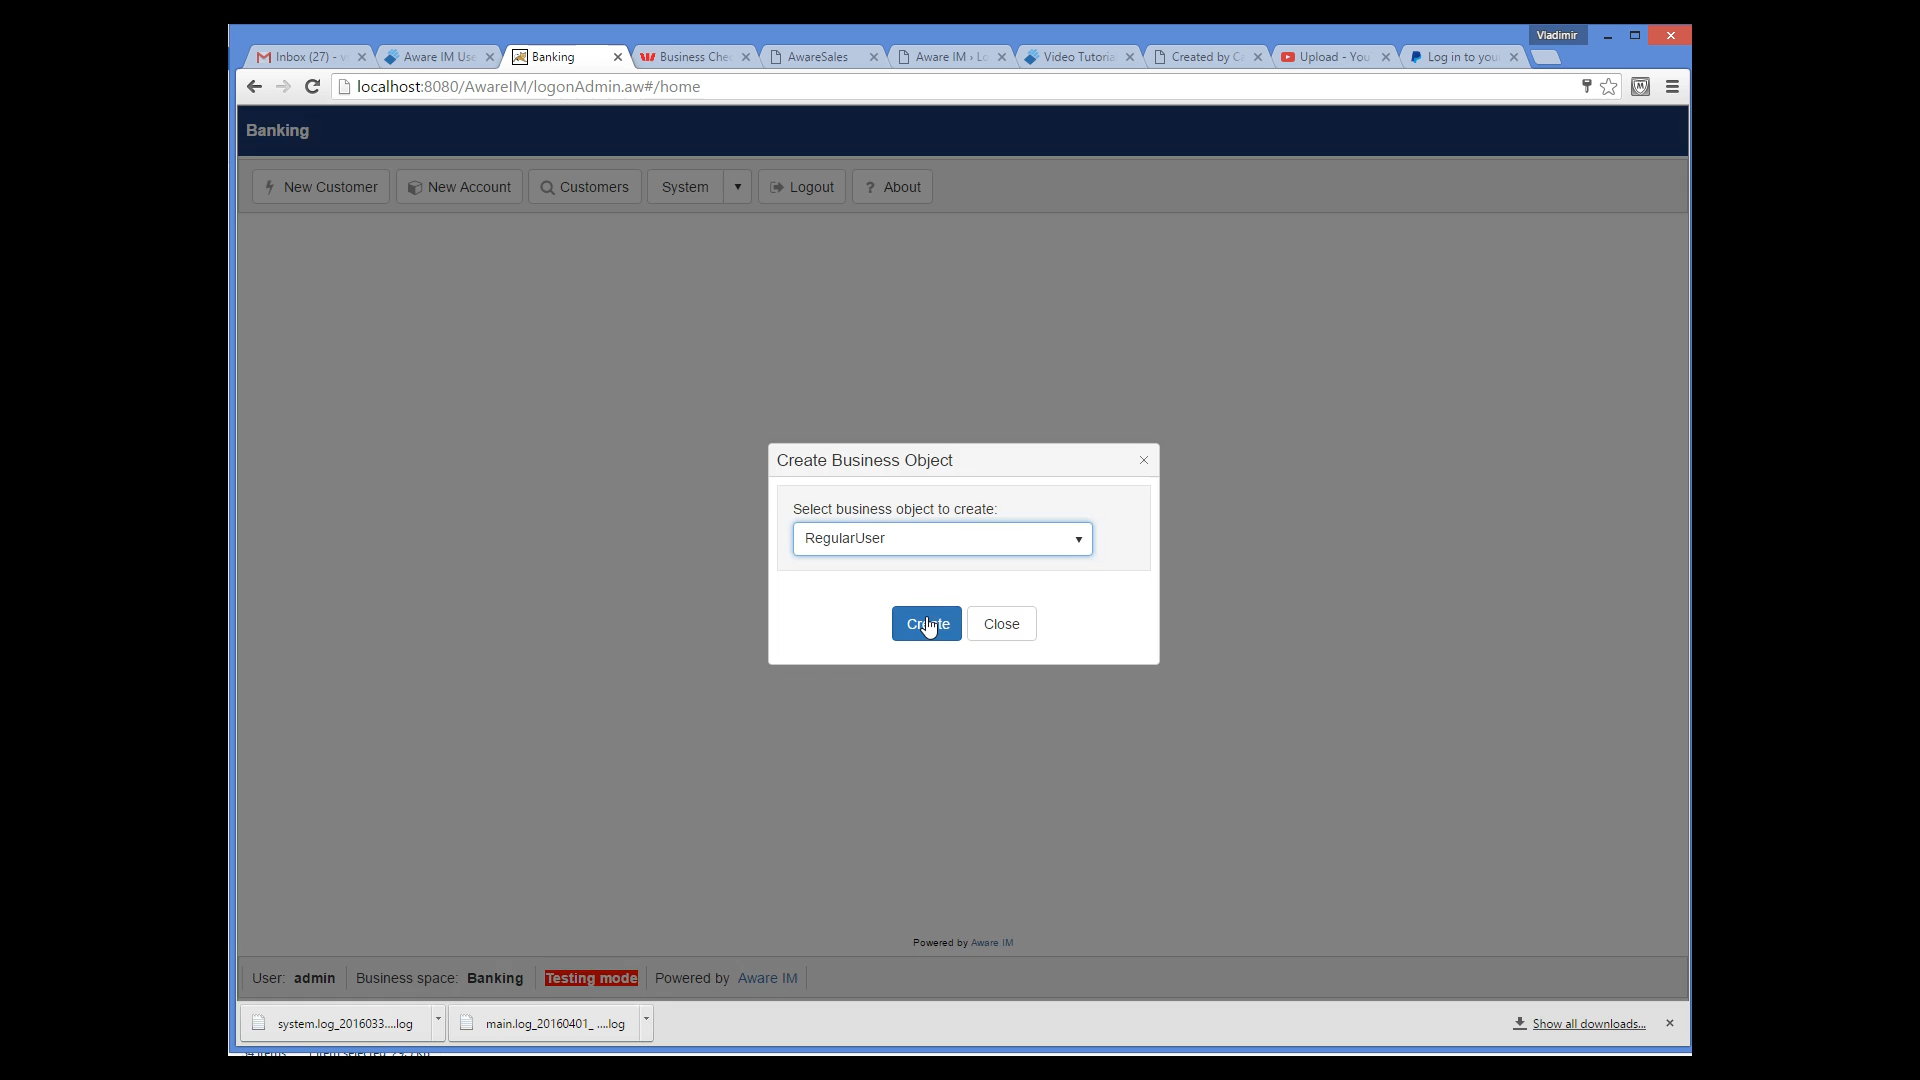 Vladimir
Inbox (27) - v
Aware IM Use
Banking
Business Che
AwareSales
Aware IM › Lo
Video Tutoria
Created by Ca
Upload - You
Log in to your
localhost:8080/AwareIM/logonAdmin.aw#/home
Banking
New Customer
New Account
Customers
System
Logout
? About
Create Business Object
Select business object to create:
RegularUser
Create
Close
Powered by Aware IM
User: admin
Business space: Banking
Testing mode
Powered by Aware IM
system.log_2016033....log
main.log_20160401_ ....log
Show all downloads...